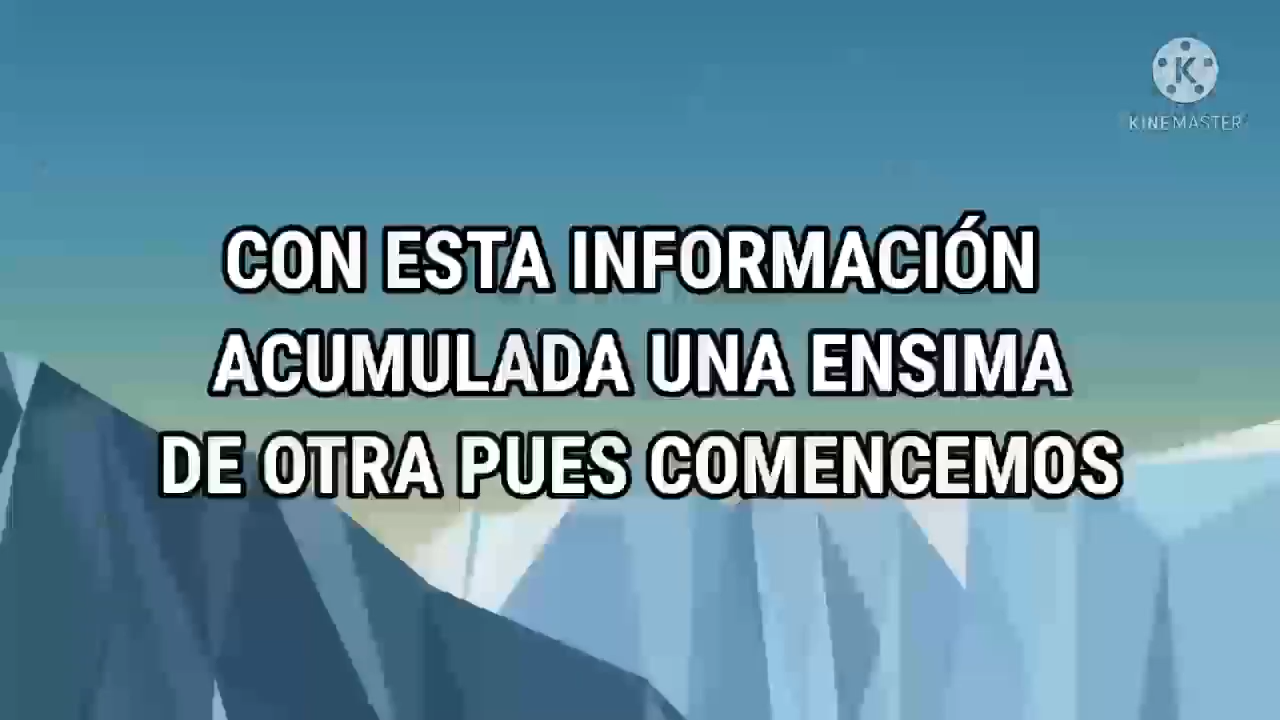 KINEMASTER
CON ESTA INFORMACIÓN
ACUMULADA UNA ENSIMA
DE OTRA PUES COMENCEMOS